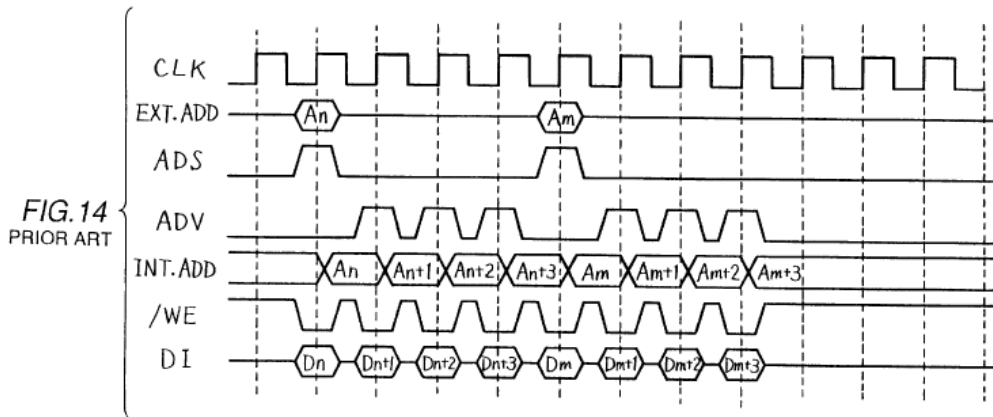 CLK
EXT.ADD An Am
ADS
FIG.14
PRIOR ART
ADV
INT.ADD An An+1 An+2 An+3 Am Am+1 Am+2 Am+3
/WE
DI Dn Dn+1 Dn+2 Dn+3 Dm Dm+1 Dm+2 Dm+3